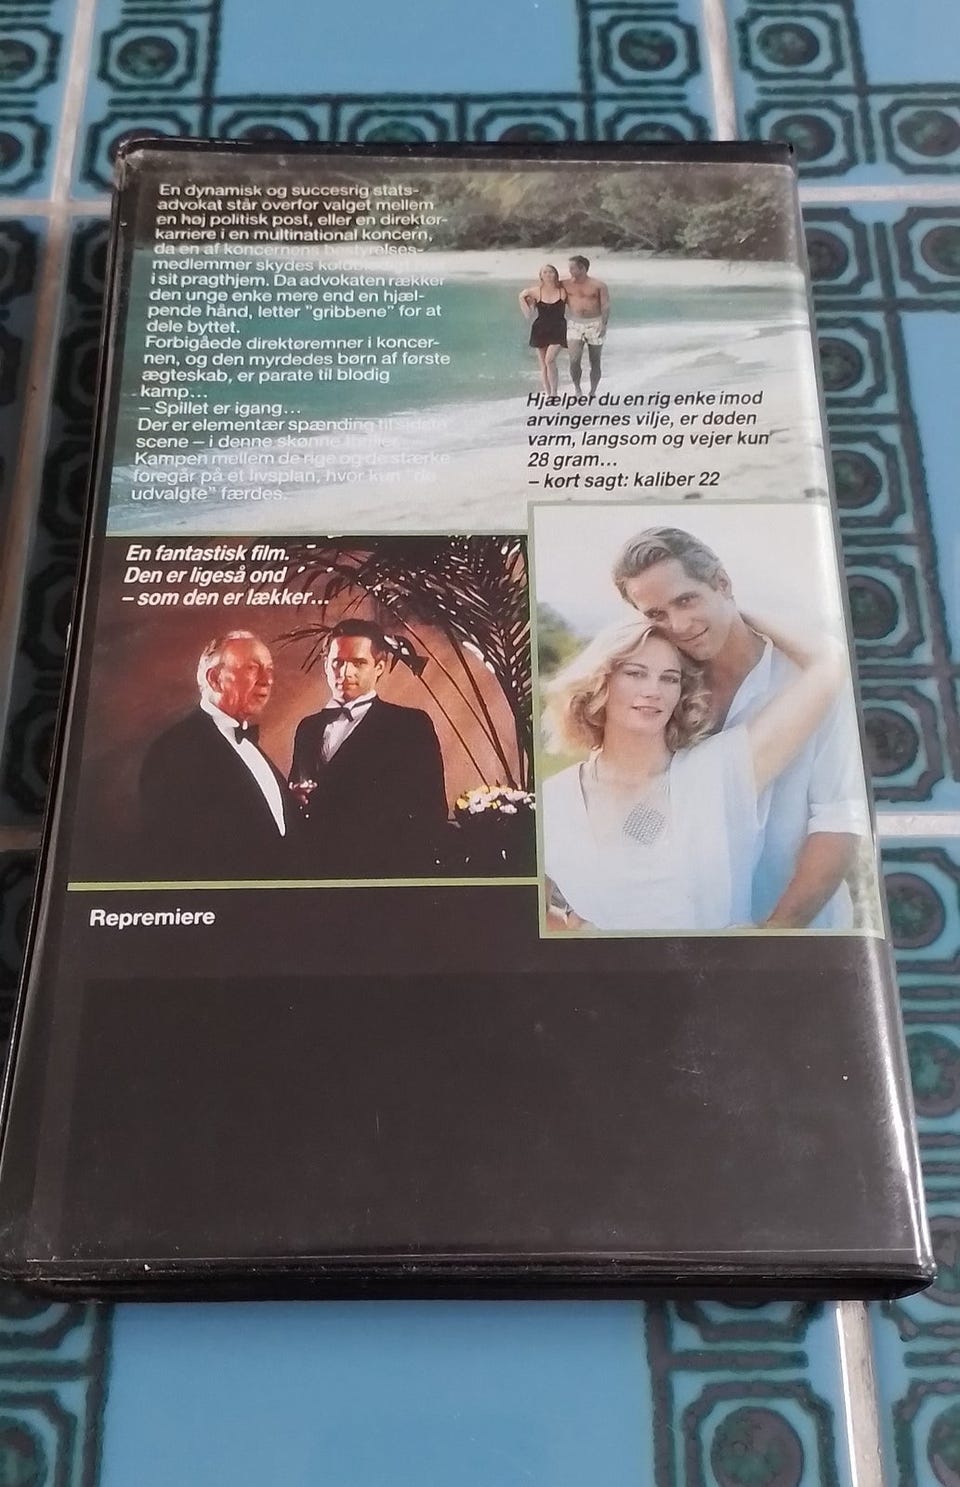 En dynamisk og succesrig stats-
advokat står overfor valget mellem
en høj politisk post, eller en direktør-
karriere i en multinational koncern,
da en af koncernens bestyrelses-
medlemmer skydes
i sit pragthjem. Da advokaten rækker
den unge enke mere end en hjæl-
pende hånd, letter "gribbene" for at
dele byttet.
Forbigåede direktøremner i koncer-
nen, og den myrdedes børn af første
ægteskab, er parate til blodig
kamp...
– Spillet er igang...
Der er elementær spænding til sidste
scene – i denne skønne thriller.
Kampen mellem de rige og de stærke
foregår på et livsplan, hvor kun "de
udvalgte" færdes.
Hjælper du en rig enke imod
arvingernes vilje, er døden
varm, langsom og vejer kun
28 gram...
– kort sagt: kaliber 22
En fantastisk film.
Den er ligeså ond
– som den er lækker...
Repremiere